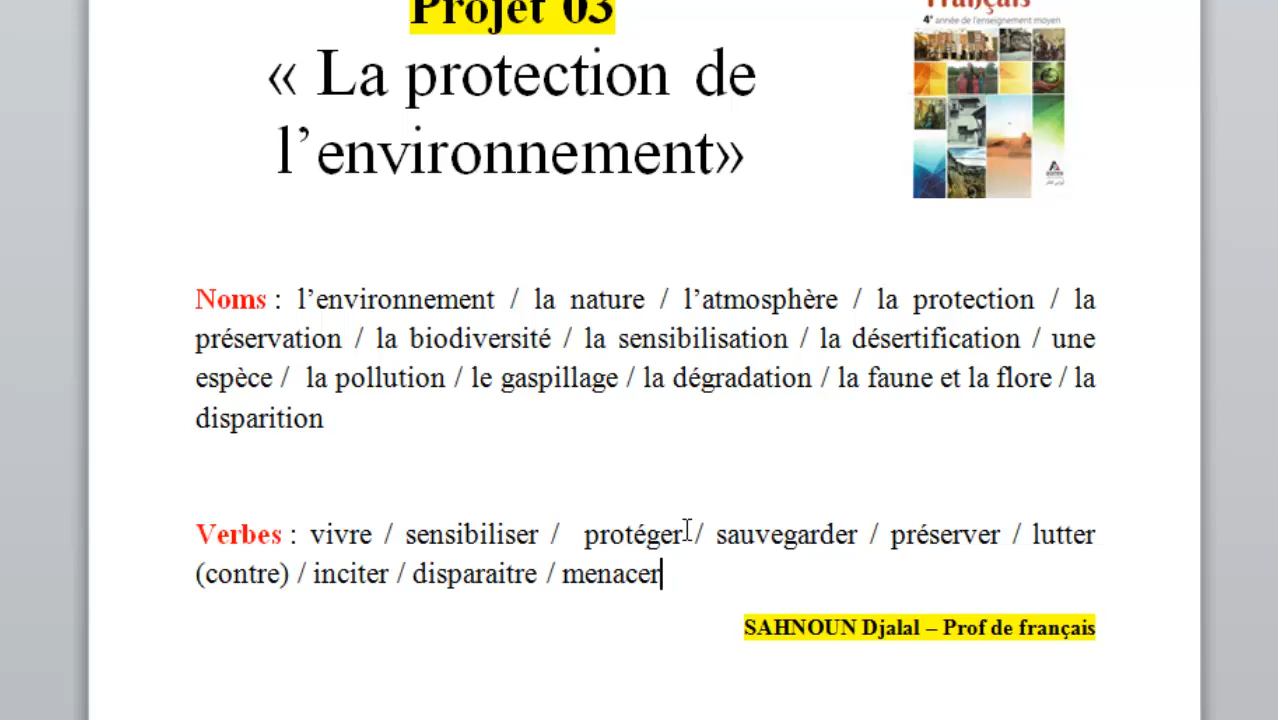 Projet 03
Français
4e année de l'enseignement moyen
« La protection de
l'environnement»
Noms : l'environnement / la nature / l'atmosphère / la protection / la
préservation / la biodiversité / la sensibilisation / la désertification / une
espèce / la pollution / le gaspillage / la dégradation / la faune et la flore / la
disparition
Verbes : vivre / sensibiliser / protéger / sauvegarder / préserver / lutter
(contre) / inciter / disparaitre / menacer
SAHNOUN Djalal – Prof de français